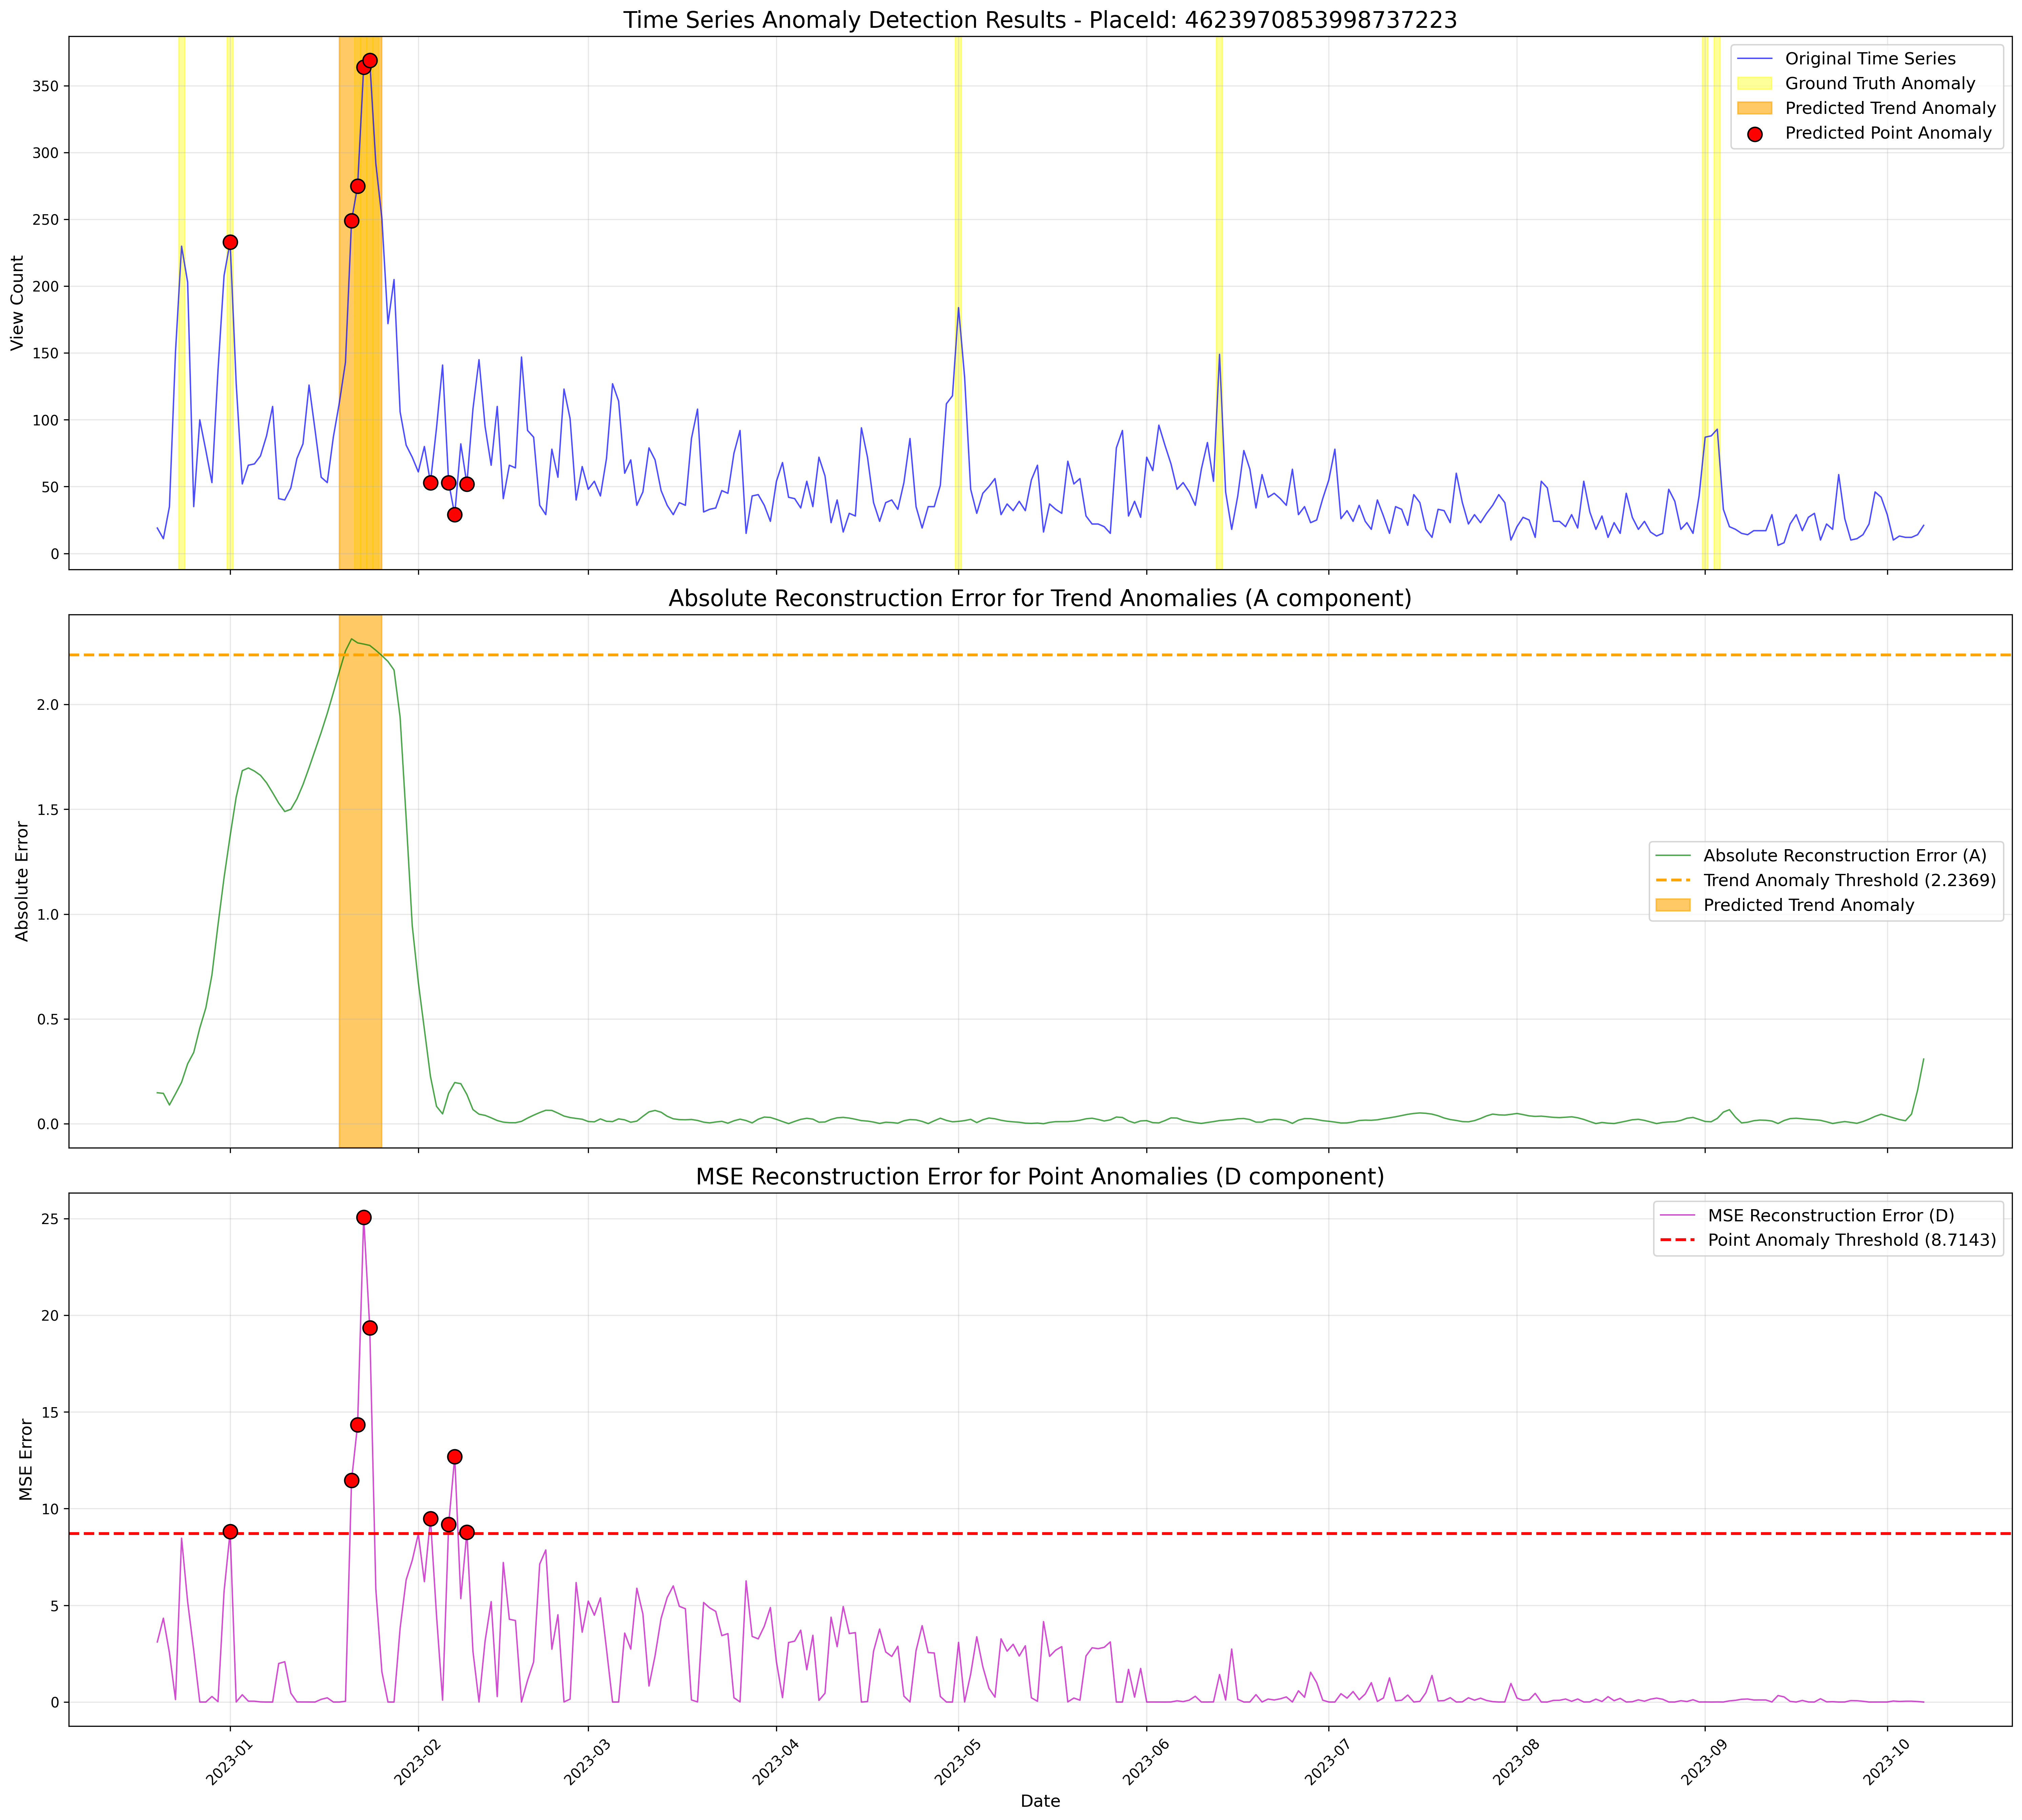 Time Series Anomaly Detection Results - PlaceId: 4623970853998737223
View Count
350
300
250
200
150
100
50
0
Original Time Series
Ground Truth Anomaly
Predicted Trend Anomaly
Predicted Point Anomaly
Absolute Reconstruction Error for Trend Anomalies (A component)
Absolute Error
2.0
1.5
1.0
0.5
0.0
Absolute Reconstruction Error (A)
Trend Anomaly Threshold (2.2369)
Predicted Trend Anomaly
MSE Reconstruction Error for Point Anomalies (D component)
MSE Error
25
20
15
10
5
0
MSE Reconstruction Error (D)
Point Anomaly Threshold (8.7143)
2023-01
2023-02
2023-03
2023-04
2023-05
2023-06
2023-07
2023-08
2023-09
2023-10
Date